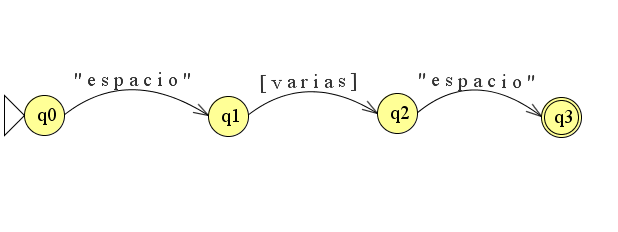 "espacio" [varias] "espacio"
q0 q1 q2 q3